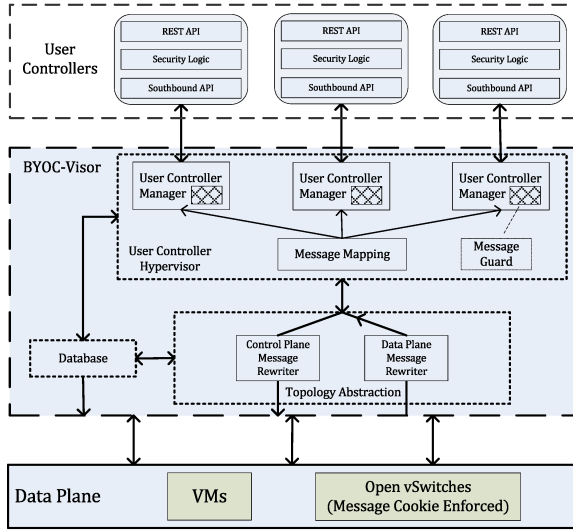 User
Controllers
REST API
Security Logic
Southbound API
REST API
Security Logic
Southbound API
REST API
Security Logic
Southbound API
BYOC-Visor
User Controller
Manager
User Controller
Manager
User Controller
Manager
User Controller
Hypervisor
Message Mapping
Message
Guard
Database
Control Plane
Message
Rewriter
Data Plane
Message
Rewriter
Topology Abstraction
Data Plane
VMs
Open vSwitches
(Message Cookie Enforced)